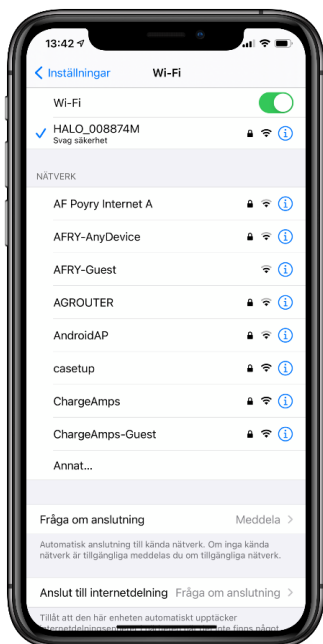 13:42
Inställningar
Wi-Fi
Wi-Fi
HALO_008874M
Svag säkerhet
NÄTVERK
AF Poyry Internet A
AFRY-AnyDevice
AFRY-Guest
AGROUTER
AndroidAP
casetup
ChargeAmps
ChargeAmps-Guest
Annat...
Fråga om anslutning Meddela
Automatisk anslutning till kända nätverk. Om inga kända
nätverk är tillgängliga meddelas du om tillgängliga nätverk.
Anslut till internetdelning Fråga om anslutning
Tillåt att den här enheten automatiskt upptäcker
finns något